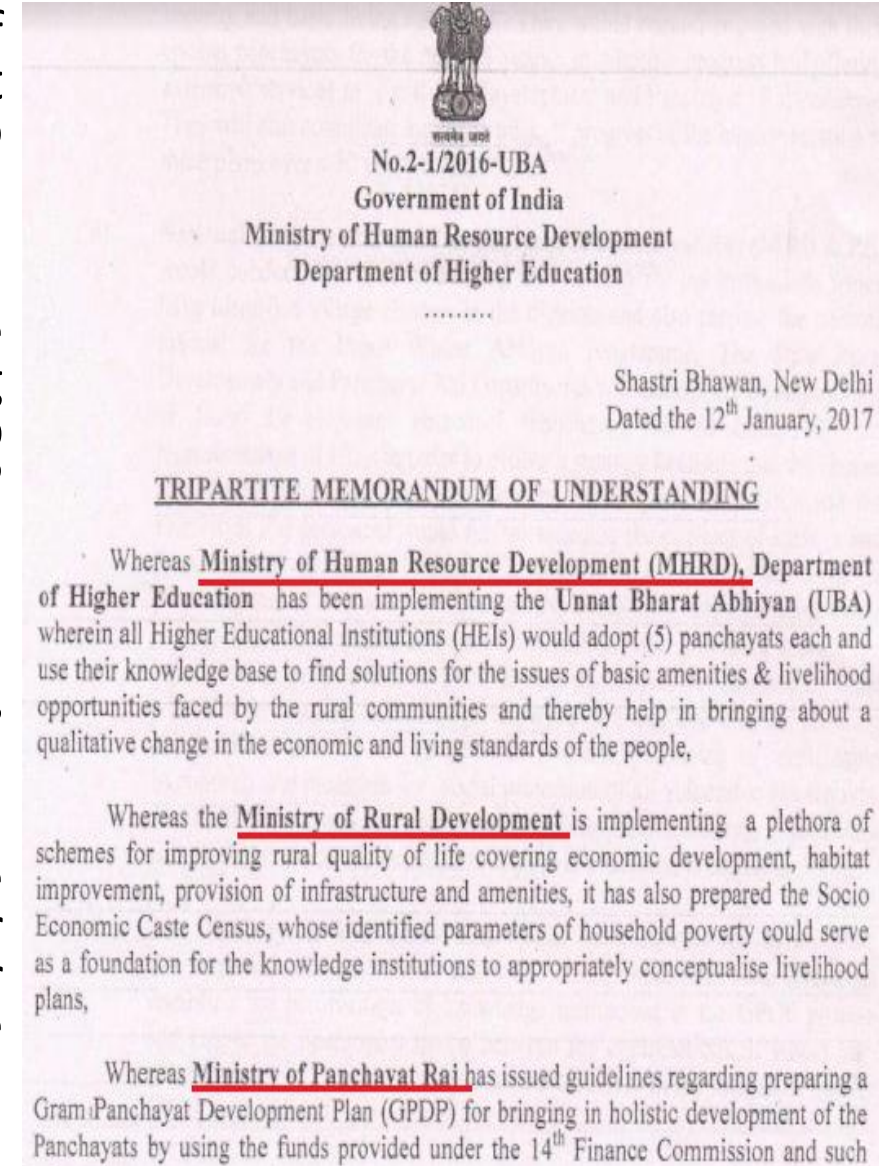 सत्यमेव जयते
No.2-1/2016-UBA
Government of India
Ministry of Human Resource Development
Department of Higher Education
.........
Shastri Bhawan, New Delhi
Dated the 12th January, 2017
TRIPARTITE MEMORANDUM OF UNDERSTANDING
Whereas Ministry of Human Resource Development (MHRD), Department
of Higher Education has been implementing the Unnat Bharat Abhiyan (UBA)
wherein all Higher Educational Institutions (HEIs) would adopt (5) panchayats each and
use their knowledge base to find solutions for the issues of basic amenities & livelihood
opportunities faced by the rural communities and thereby help in bringing about a
qualitative change in the economic and living standards of the people,
Whereas the Ministry of Rural Development is implementing a plethora of
schemes for improving rural quality of life covering economic development, habitat
improvement, provision of infrastructure and amenities, it has also prepared the Socio
Economic Caste Census, whose identified parameters of household poverty could serve
as a foundation for the knowledge institutions to appropriately conceptualise livelihood
plans,
Whereas Ministry of Panchayat Raj has issued guidelines regarding preparing a
Gram Panchayat Development Plan (GPDP) for bringing in holistic development of the
Panchayats by using the funds provided under the 14th Finance Commission and such